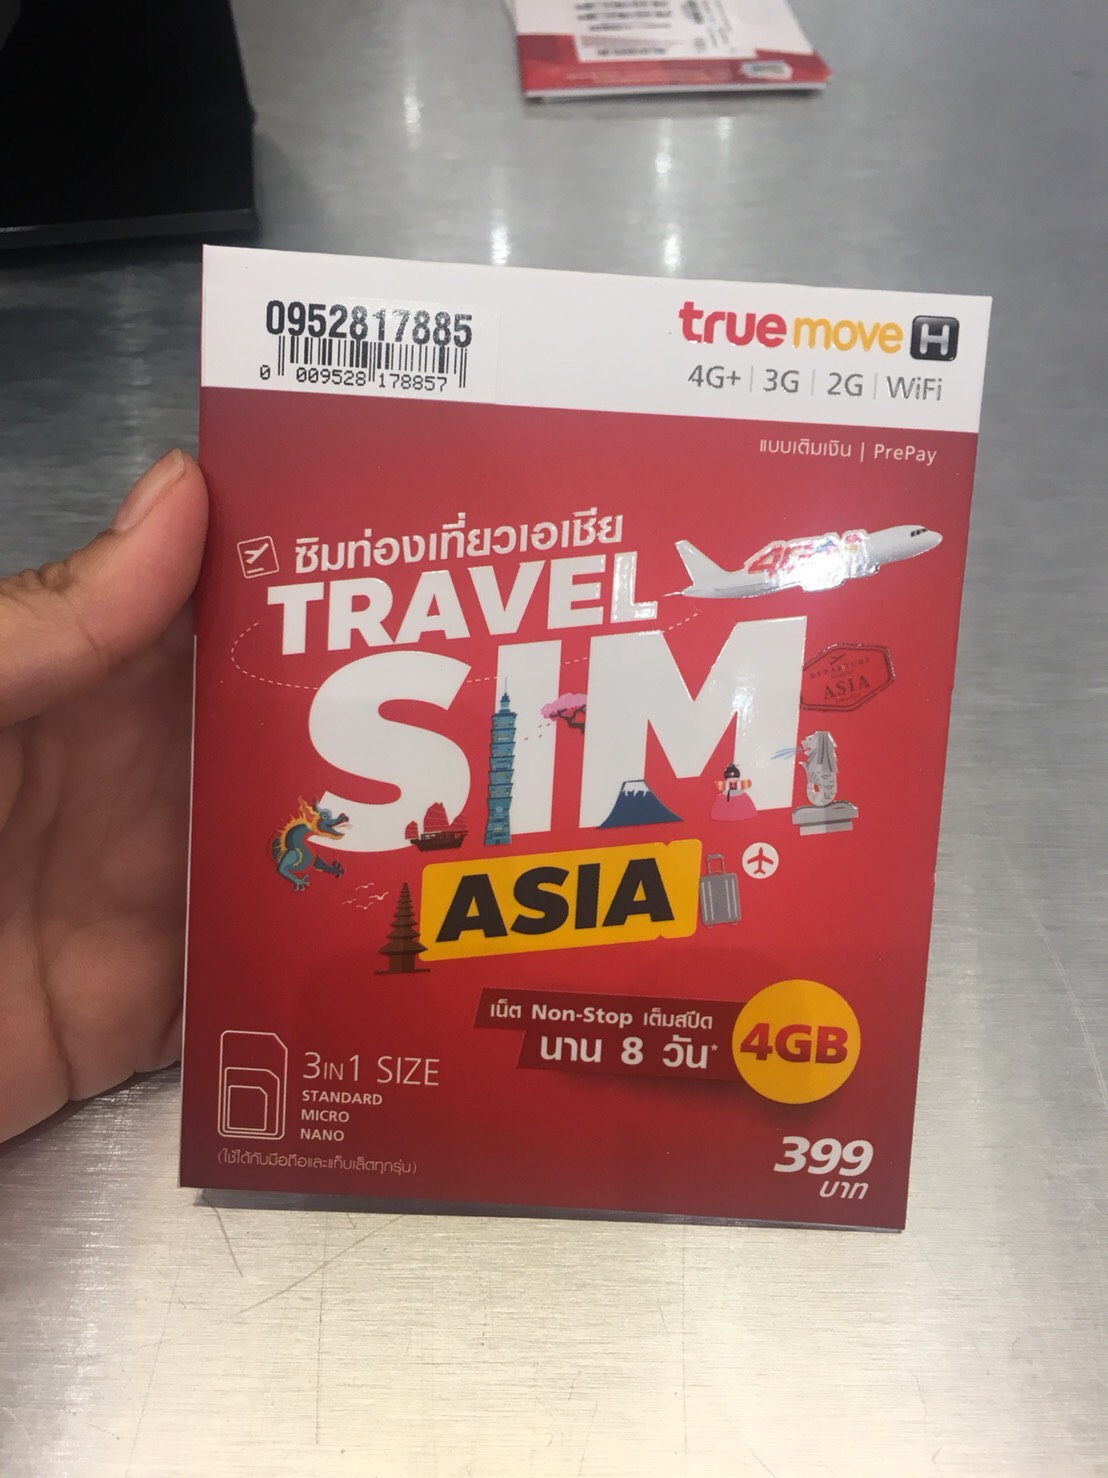 0952817885
0 009528 178857
true move H
4G+ | 3G | 2G | WiFi
แบบเติมเงิน | PrePay
ซิมท่องเที่ยวเอเชีย
TRAVEL
SIM
DEPARTURE
ASIA
ASIA
เน็ต Non-Stop เต็มสปีด
นาน 8 วัน*
4GB
3IN1 SIZE
STANDARD
MICRO
NANO
(ใช้ได้กับมือถือและแท็บเล็ตทุกรุ่น)
399
บาท